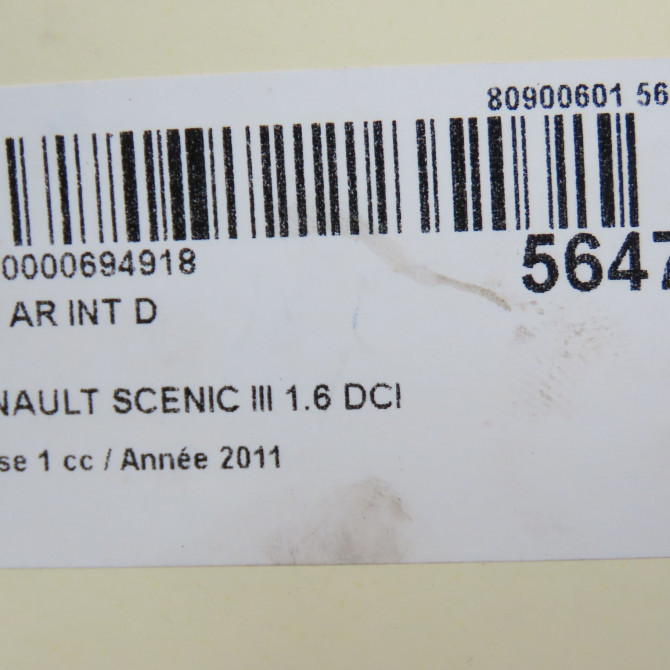 80900601 56
0000694918
5647
AR INT D
NAULT SCENIC III 1.6 DCI
se 1 cc / Année 2011